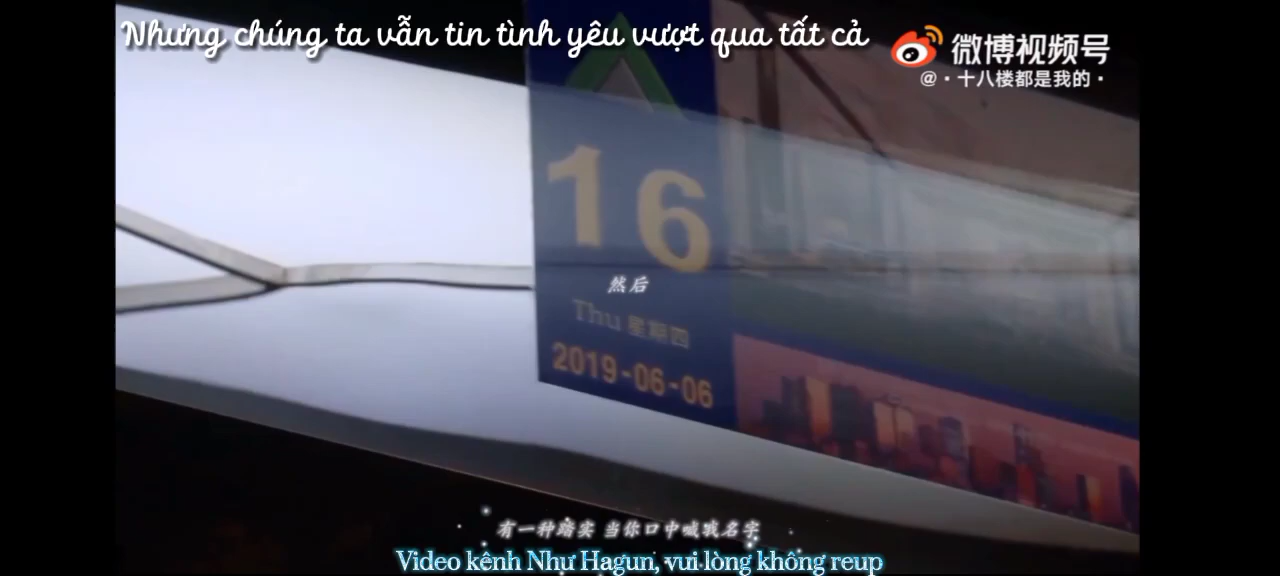 Nhưng chúng ta vẫn tin tình yêu vượt qua tất cả
微博视频号
@·十八楼都是我的·
16
然后
Thu 星期四
2019-06-06
有一种踏实 当你口中喊我名字
Video kênh Như Hagun, vui lòng không reup